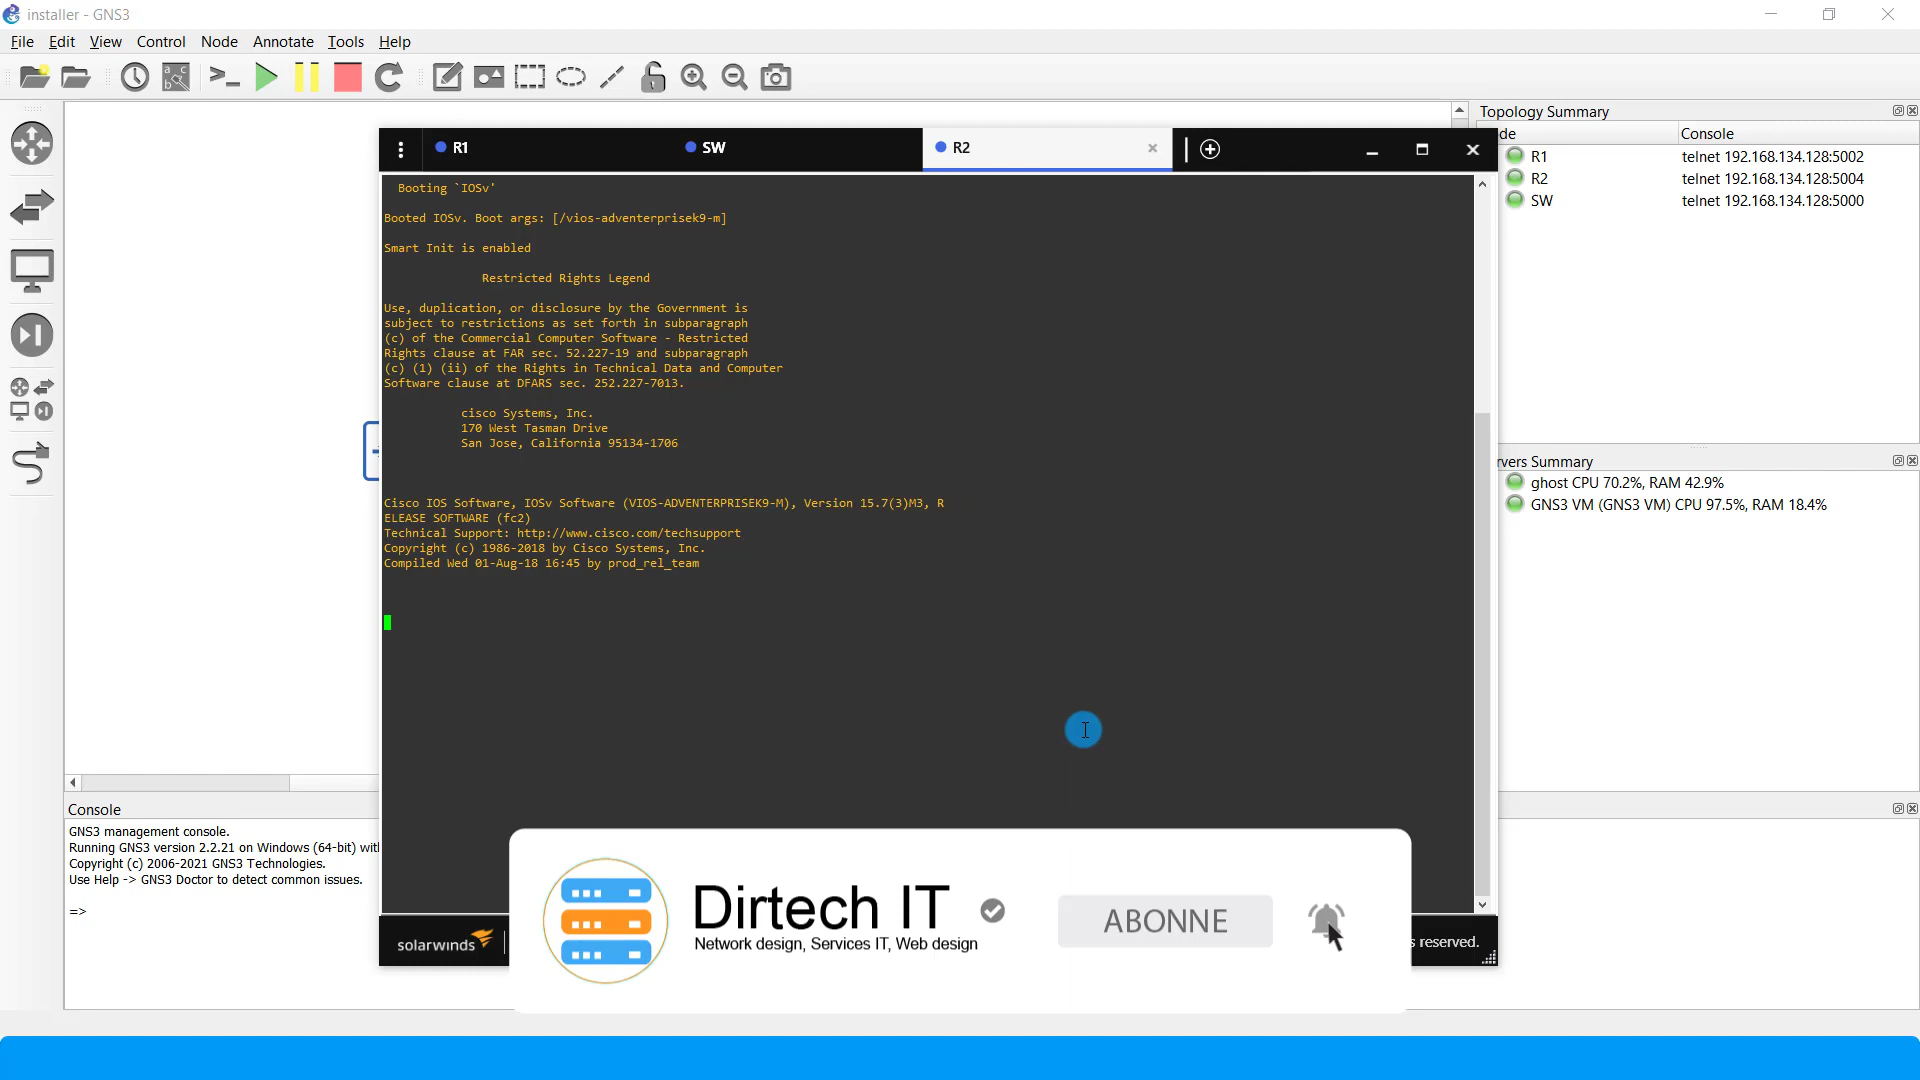 installer - GNS3
File Edit View Control Node Annotate Tools Help
Topology Summary
de Console
R1 telnet 192.168.134.128:5002
R2 telnet 192.168.134.128:5004
SW telnet 192.168.134.128:5000
R1 SW R2
Booting `IOSv'
Booted IOSv. Boot args: [/vios-adventerprisek9-m]
Smart Init is enabled
Restricted Rights Legend
Use, duplication, or disclosure by the Government is
subject to restrictions as set forth in subparagraph
(c) of the Commercial Computer Software - Restricted
Rights clause at FAR sec. 52.227-19 and subparagraph
(c) (1) (ii) of the Rights in Technical Data and Computer
Software clause at DFARS sec. 252.227-7013.
cisco Systems, Inc.
170 West Tasman Drive
San Jose, California 95134-1706
Cisco IOS Software, IOSv Software (VIOS-ADVENTERPRISEK9-M), Version 15.7(3)M3, R
ELEASE SOFTWARE (fc2)
Technical Support: http://www.cisco.com/techsupport
Copyright (c) 1986-2018 by Cisco Systems, Inc.
Compiled Wed 01-Aug-18 16:45 by prod_rel_team
vers Summary
ghost CPU 70.2%, RAM 42.9%
GNS3 VM (GNS3 VM) CPU 97.5%, RAM 18.4%
Console
GNS3 management console.
Running GNS3 version 2.2.21 on Windows (64-bit) wit
Copyright (c) 2006-2021 GNS3 Technologies.
Use Help -> GNS3 Doctor to detect common issues.
=>
solarwinds
s reserved.
Dirtech IT
Network design, Services IT, Web design
ABONNE